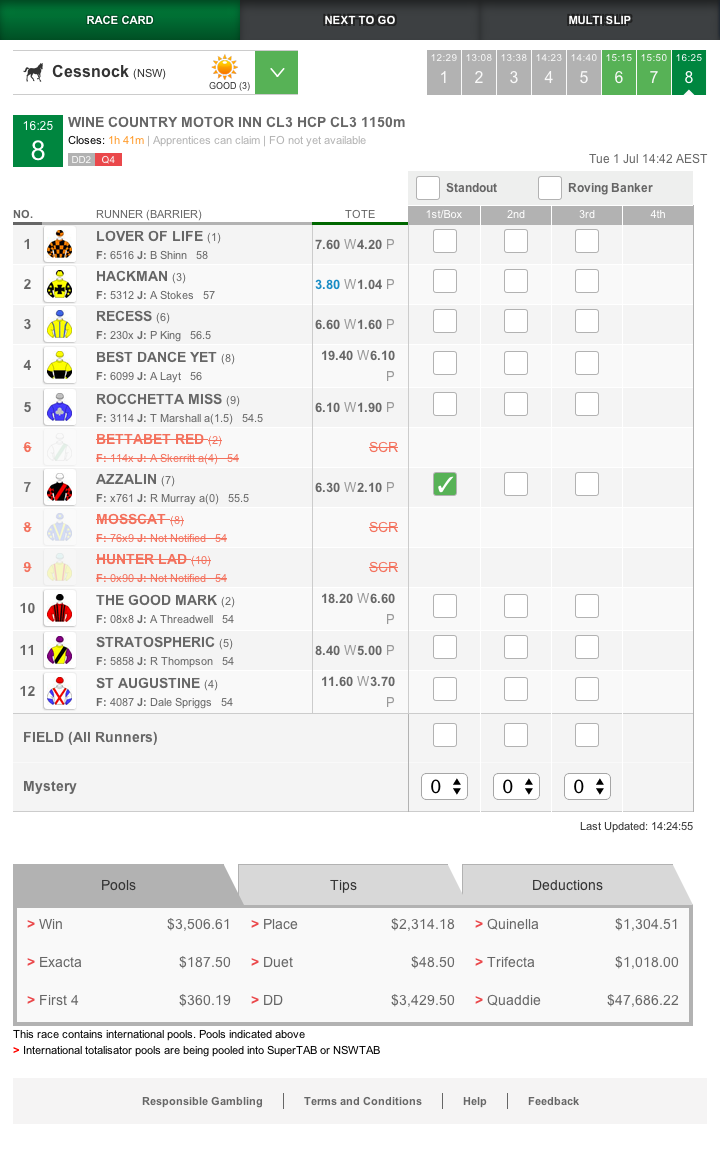 RACE CARD NEXT TO GO MULTI SLIP
Cessnock (NSW) GOOD (3) 12:29 13:08 13:38 14:23 14:40 15:15 15:50 16:25
1 2 3 4 5 6 7 8
16:25 WINE COUNTRY MOTOR INN CL3 HCP CL3 1150m
8 Closes: 1h 41m | Apprentices can claim | FO not yet available
DD2 Q4 Tue 1 Jul 14:42 AEST
Standout Roving Banker
NO. RUNNER (BARRIER) TOTE 1st/Box 2nd 3rd 4th
1 LOVER OF LIFE (1) 7.60 W4.20 P
F: 6516 J: B Shinn 58
2 HACKMAN (3) 3.80 W1.04 P
F: 5312 J: A Stokes 57
3 RECESS (6) 6.60 W1.60 P
F: 230x J: P King 56.5
4 BEST DANCE YET (8) 19.40 W6.10 P
F: 6099 J: A Layt 56
5 ROCCHETTA MISS (9) 6.10 W1.90 P
F: 3114 J: T Marshall a(1.5) 54.5
6 BETTABET RED (2) SCR
F: 114x J: A Skerritt a(4) 54
7 AZZALIN (7) 6.30 W2.10 P
F: x761 J: R Murray a(0) 55.5
8 MOSSCAT (8) SCR
F: 76x9 J: Not Notified 54
9 HUNTER LAD (10) SCR
F: 0x90 J: Not Notified 54
10 THE GOOD MARK (2) 18.20 W6.60 P
F: 08x8 J: A Threadwell 54
11 STRATOSPHERIC (5) 8.40 W5.00 P
F: 5858 J: R Thompson 54
12 ST AUGUSTINE (4) 11.60 W3.70 P
F: 4087 J: Dale Spriggs 54
FIELD (All Runners)
Mystery 0 0 0
Last Updated: 14:24:55
Pools Tips Deductions
> Win $3,506.61 > Place $2,314.18 > Quinella $1,304.51
> Exacta $187.50 > Duet $48.50 > Trifecta $1,018.00
> First 4 $360.19 > DD $3,429.50 > Quaddie $47,686.22
This race contains international pools. Pools indicated above
> International totalisator pools are being pooled into SuperTAB or NSWTAB
Responsible Gambling | Terms and Conditions | Help | Feedback